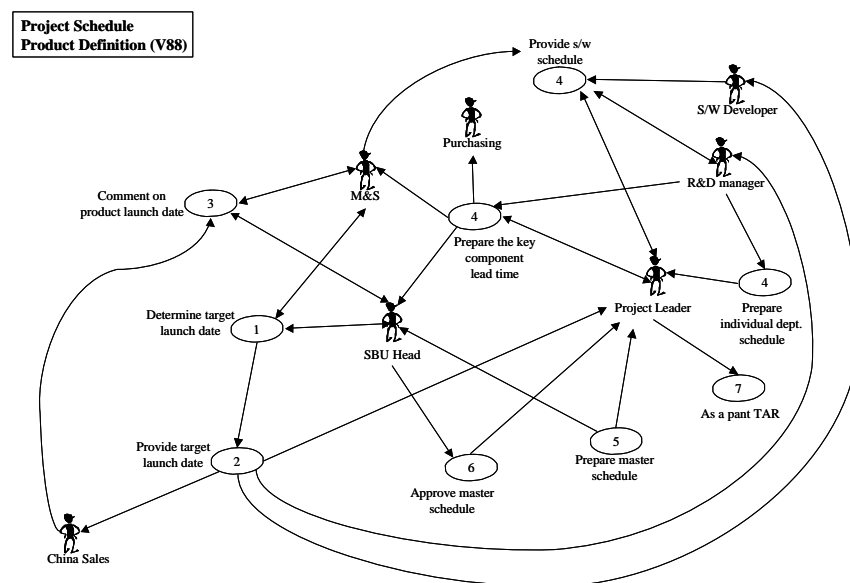 Project Schedule
Product Definition (V88)
Provide s/w
schedule
4
S/W Developer
Purchasing
R&D manager
M&S
Comment on
product launch date
3
4
Prepare the key
component
lead time
4
Prepare
individual dept.
schedule
Project Leader
Determine target
launch date
1
SBU Head
7
As a pant TAR
Provide target
launch date
2
6
Approve master
schedule
5
Prepare master
schedule
China Sales